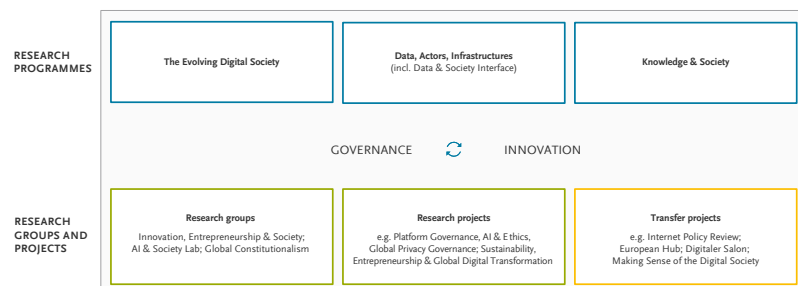 RESEARCH
PROGRAMMES
The Evolving Digital Society
Data, Actors, Infrastructures
(incl. Data & Society Interface)
Knowledge & Society
GOVERNANCE
INNOVATION
RESEARCH
GROUPS AND
PROJECTS
Research groups
Innovation, Entrepreneurship & Society;
AI & Society Lab; Global Constitutionalism
Research projects
e.g. Platform Governance, AI & Ethics,
Global Privacy Governance; Sustainability,
Entrepreneurship & Global Digital Transformation
Transfer projects
e.g. Internet Policy Review;
European Hub; Digitaler Salon;
Making Sense of the Digital Society